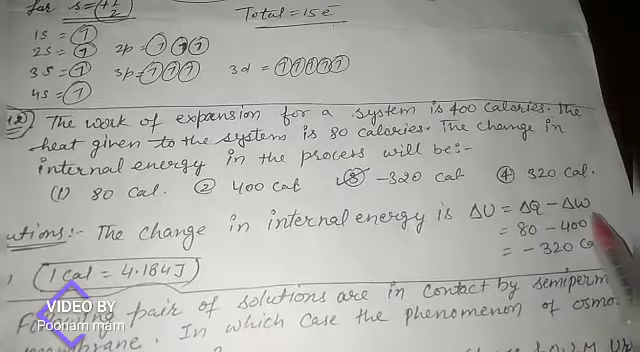 for s = (+1/2)
Total = 15 e⁻
1s = 1
2s = 1 2p = 1 1 1
3s = 1 3p = 1 1 1 3d = 1 1 1 1 1
4s = 1
12. The work of expansion for a system is 400 calories. The
heat given to the system is 80 calories. The change in
internal energy in the process will be:-
(1) 80 cal. ② 400 cal ③ -320 cal ④ 320 cal.
utions:- The change in internal energy is ΔU = ΔQ - ΔW
= 80 - 400
= - 320 ca
(1 cal = 4.184 J)
Following pair of solutions are in contact by semiperm
membrane. In which case the phenomenon of osmo
VIDEO BY
Poonam mam